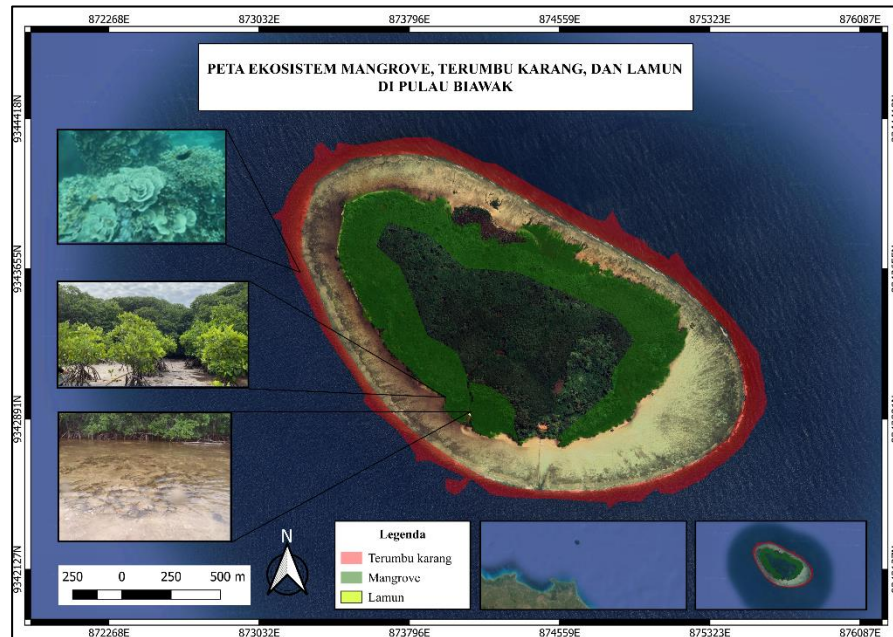 872268E 873032E 873796E 874559E 875323E 876087E
PETA EKOSISTEM MANGROVE, TERUMBU KARANG, DAN LAMUN
DI PULAU BIAWAK
9344418N
9343655N
9342891N
9342127N
N
250 0 250 500 m
Legenda
Terumbu karang
Mangrove
Lamun
872268E 873032E 873796E 874559E 875323E 876087E